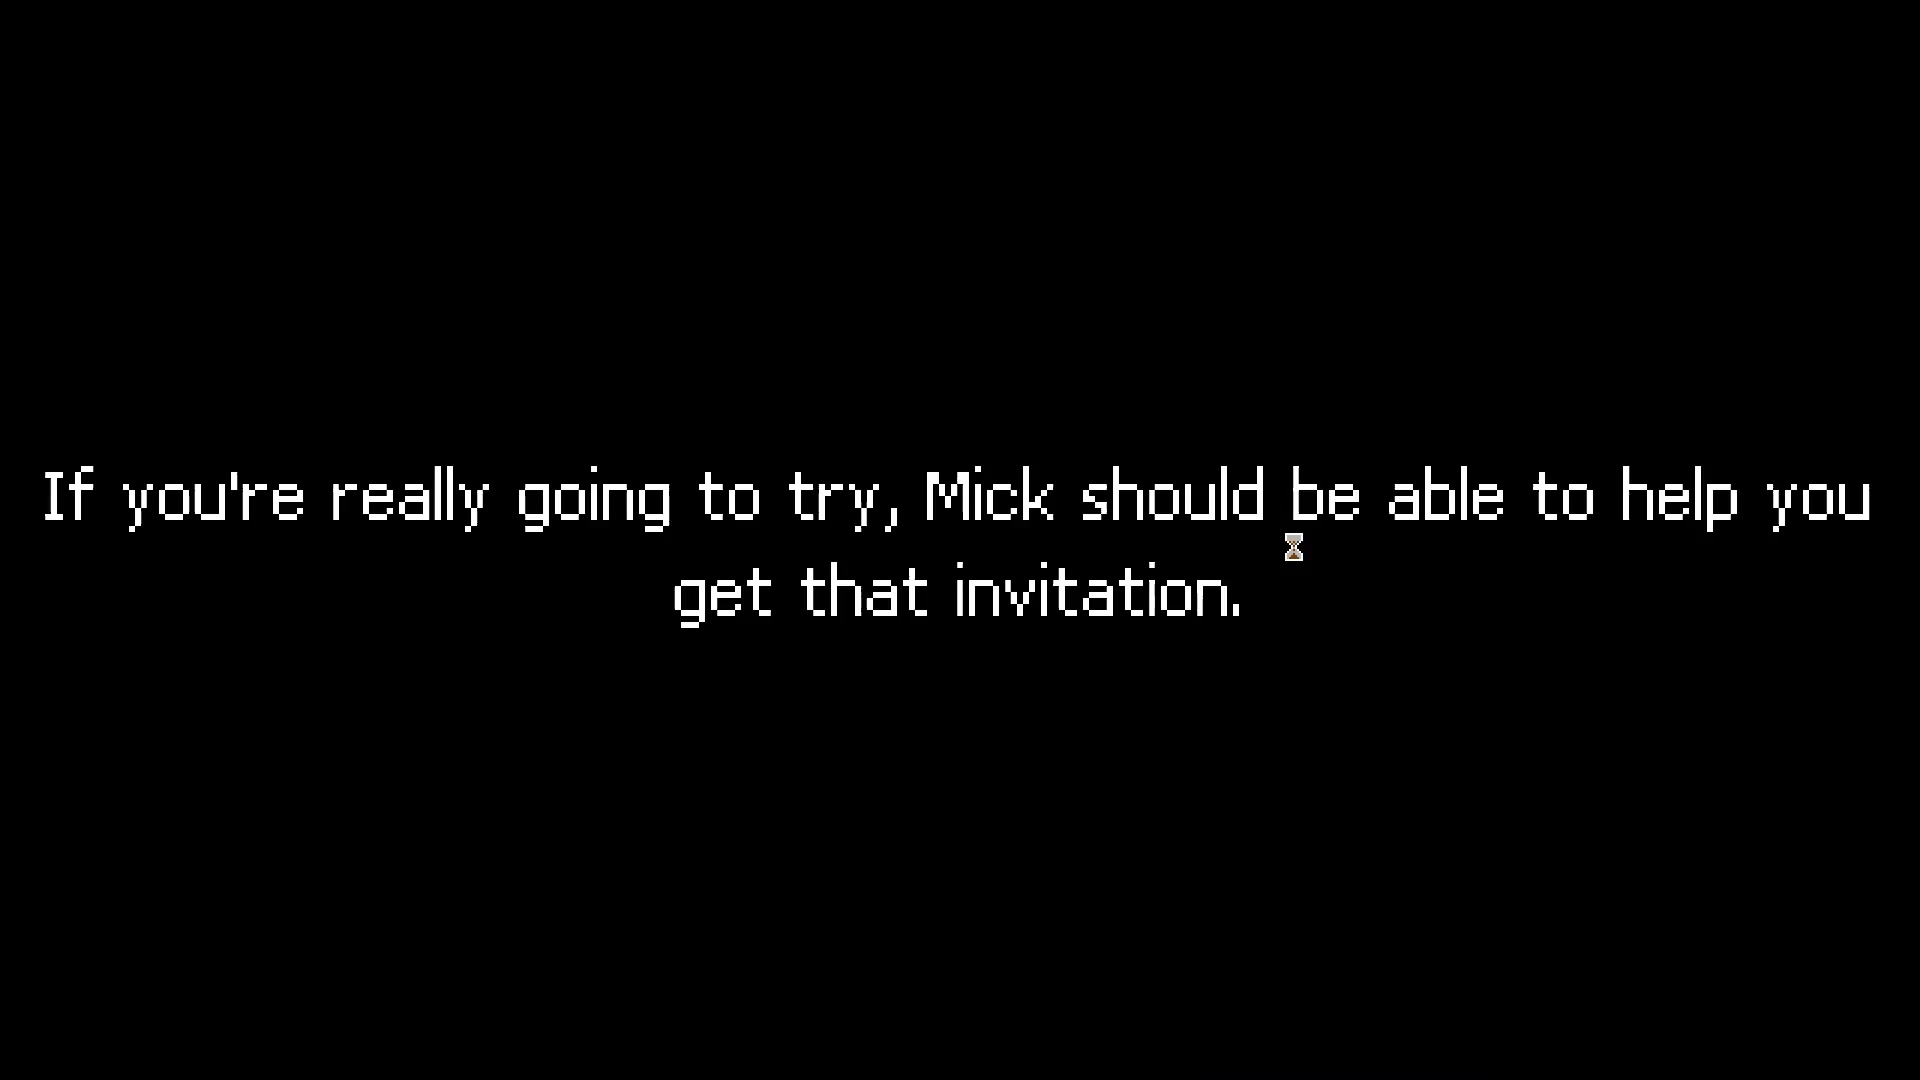 If you're really going to try, Mick should be able to help you
get that invitation.